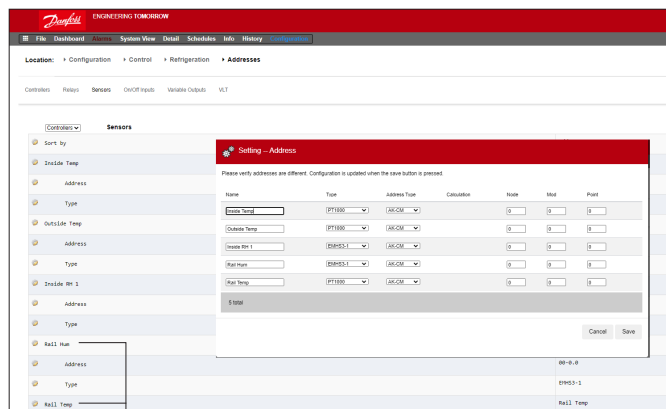 Danfoss ENGINEERING TOMORROW
File Dashboard Alarms System View Detail Schedules Info History Configuration
Location: Configuration Control Refrigeration Addresses
Controllers Relays Sensors On/Off Inputs Variable Outputs VLT
Controllers Sensors
Sort by
Inside Temp
Address
Type
Outside Temp
Address
Type
Inside RH 1
Address
Type
Rail Hum
Address 00-0.0
Type EMHS3-1
Rail Temp Rail Temp
Setting -- Address
Please verify addresses are different. Configuration is updated when the save button is pressed.
Name Type Address Type Calculation Node Mod Point
Inside Temp PT1000 AK-CM 0 0 0
Outside Temp PT1000 AK-CM 0 0 0
Inside RH 1 EMHS3-1 AK-CM 0 0 0
Rail Hum EMHS3-1 AK-CM 0 0 0
Rail Temp PT1000 AK-CM 0 0 0
5 total
Cancel Save